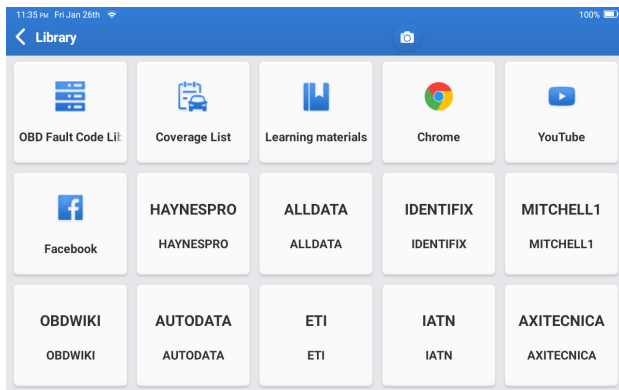 11:35 PM Fri Jan 26th
100%
Library
OBD Fault Code Lib
Coverage List
Learning materials
Chrome
YouTube
Facebook
HAYNESPRO
HAYNESPRO
ALLDATA
ALLDATA
IDENTIFIX
IDENTIFIX
MITCHELL1
MITCHELL1
OBDWIKI
OBDWIKI
AUTODATA
AUTODATA
ETI
ETI
IATN
IATN
AXITECNICA
AXITECNICA